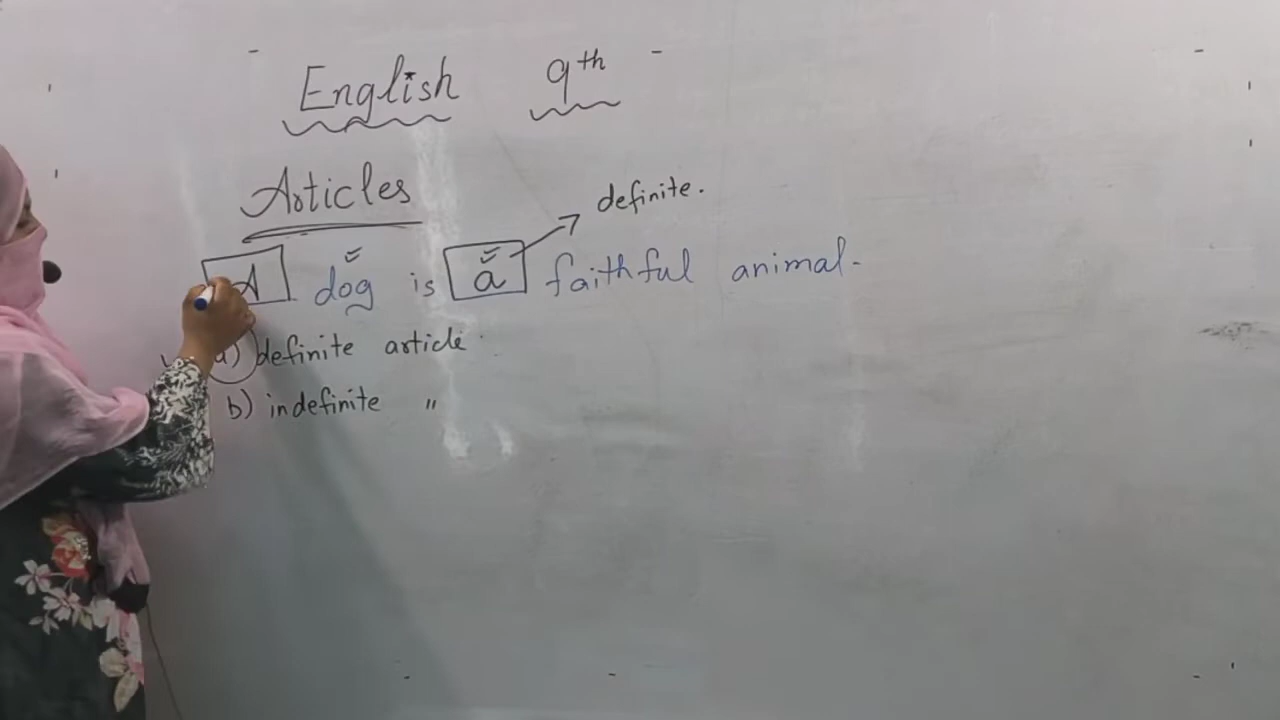 English 9th
Articles
definite.
A dog is a faithful animal.
a) definite article
b) indefinite "